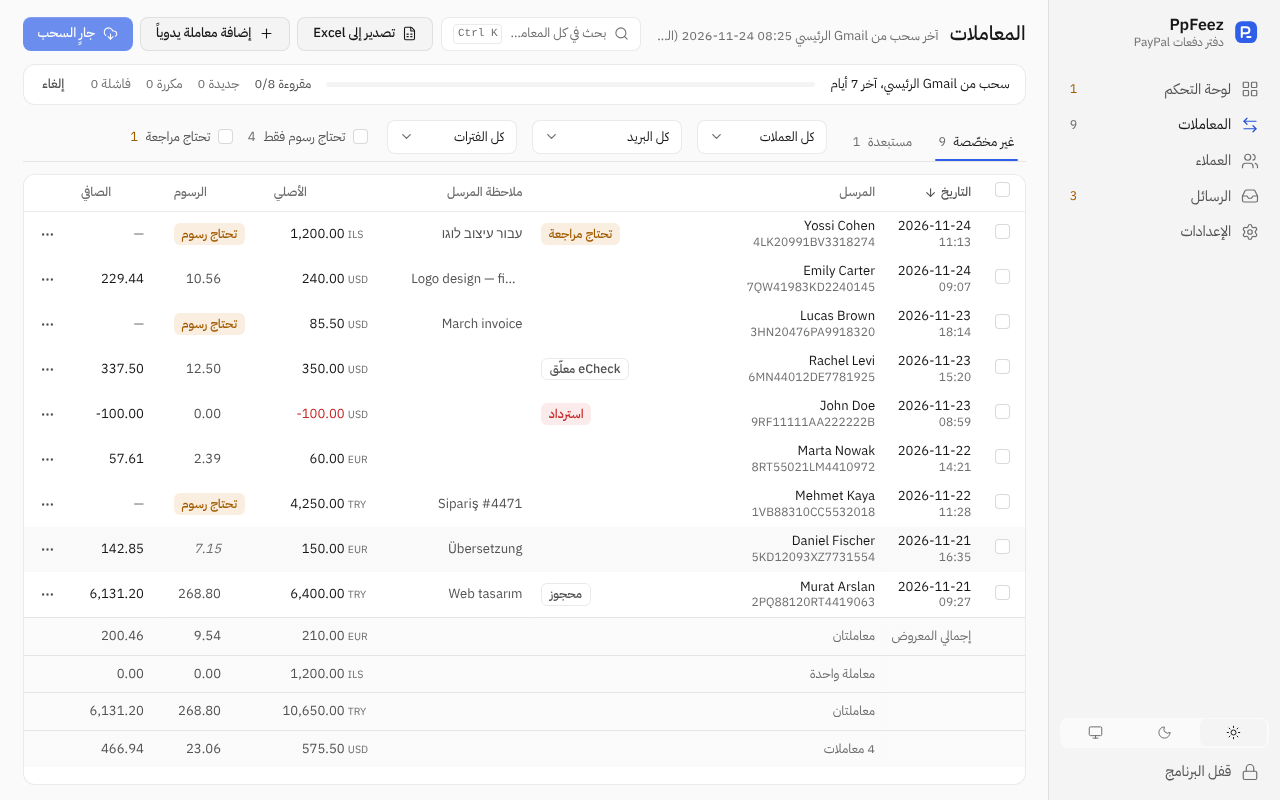 PpFeez
دفتر دفعات PayPal
لوحة التحكم 1
المعاملات 9
العملاء
الرسائل 3
الإعدادات
قفل البرنامج
المعاملات
آخر سحب من Gmail الرئيسي 2026-11-24 08:25 (الـ...
بحث في كل المعام... Ctrl K
تصدير إلى Excel
إضافة معاملة يدوياً
جارٍ السحب
سحب من Gmail الرئيسي، آخر 7 أيام
مقروءة 0/8 جديدة 0 مكررة 0 فاشلة 0 إلغاء
غير مخصّصة 9 مستبعدة 1 كل العملات كل البريد كل الفترات تحتاج رسوم فقط 4 تحتاج مراجعة 1
التاريخ ↓ المرسل ملاحظة المرسل الأصلي الرسوم الصافي
2026-11-24 Yossi Cohen تحتاج مراجعة עבור עיצוב לוגו 1,200.00 ILS تحتاج رسوم —
11:13 4LK20991BV3318274
2026-11-24 Emily Carter Logo design — fi... 240.00 USD 10.56 229.44
09:07 7QW41983KD2240145
2026-11-23 Lucas Brown March invoice 85.50 USD تحتاج رسوم —
18:14 3HN20476PA9918320
2026-11-23 Rachel Levi eCheck معلّق 350.00 USD 12.50 337.50
15:20 6MN44012DE7781925
2026-11-23 John Doe استرداد -100.00 USD 0.00 -100.00
08:59 9RF11111AA222222B
2026-11-22 Marta Nowak 60.00 EUR 2.39 57.61
14:21 8RT55021LM4410972
2026-11-22 Mehmet Kaya Sipariş #4471 4,250.00 TRY تحتاج رسوم —
11:28 1VB88310CC5532018
2026-11-21 Daniel Fischer Übersetzung 150.00 EUR 7.15 142.85
16:35 5KD12093XZ7731554
2026-11-21 Murat Arslan محجوز Web tasarım 6,400.00 TRY 268.80 6,131.20
09:27 2PQ88120RT4419063
إجمالي المعروض معاملتان 210.00 EUR 9.54 200.46
معاملة واحدة 1,200.00 ILS 0.00 0.00
معاملتان 10,650.00 TRY 268.80 6,131.20
4 معاملات 575.50 USD 23.06 466.94